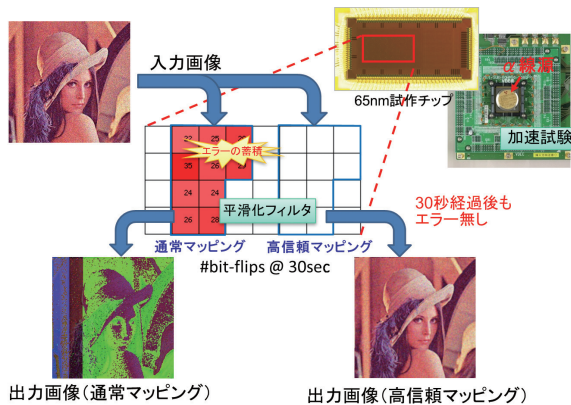 入力画像
65nm試作チップ
α線源
加速試験
エラーの蓄積
24 24
26 28
平滑化フィルタ
30秒経過後も
エラー無し
通常マッピング 高信頼マッピング
#bit-flips @ 30sec
出力画像(通常マッピング)
出力画像(高信頼マッピング)